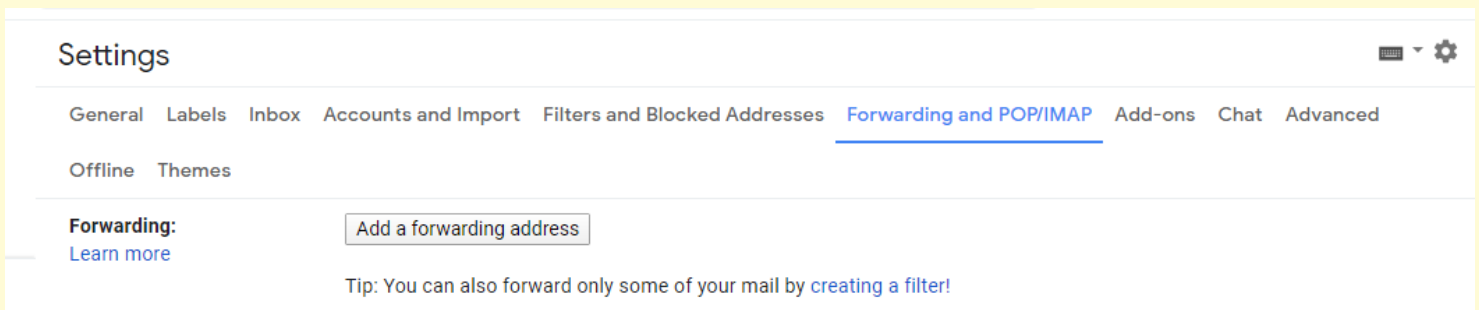 Settings
General Labels Inbox Accounts and Import Filters and Blocked Addresses Forwarding and POP/IMAP Add-ons Chat Advanced
Offline Themes
Forwarding: Add a forwarding address
Learn more
Tip: You can also forward only some of your mail by creating a filter!